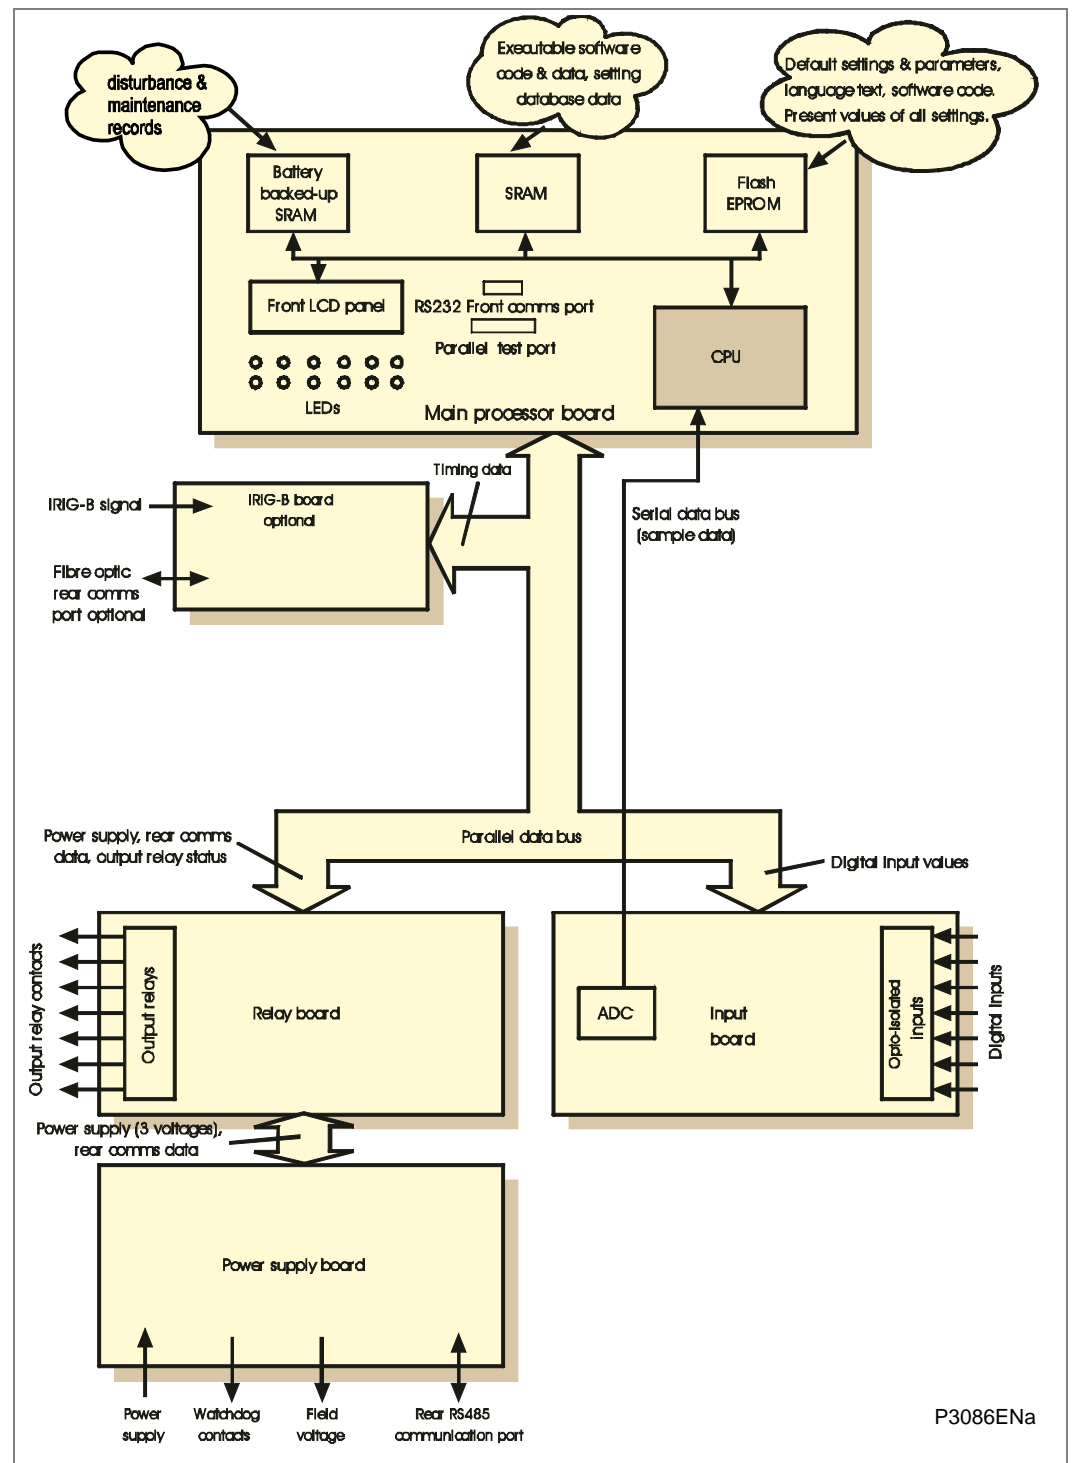 disturbance &
maintenance
records
Executable software
code & data, setting
database data
Default settings & parameters,
language text, software code.
Present values of all settings.
Battery
backed-up
SRAM
SRAM
Flash
EPROM
Front LCD panel
RS232 Front comms port
Parallel test port
CPU
LEDs
Main processor board
Timing data
IRIG-B signal
IRIG-B board
optional
Fibre optic
rear comms
port optional
Serial data bus
(sample data)
Power supply, rear comms
data, output relay status
Parallel data bus
Digital input values
Output relay contacts
Output relays
Relay board
ADC
Input
board
Opto-isolated
inputs
Digital inputs
Power supply (3 voltages),
rear comms data
Power supply board
Power
supply
Watchdog
contacts
Field
voltage
Rear RS485
communication port
P3086ENa